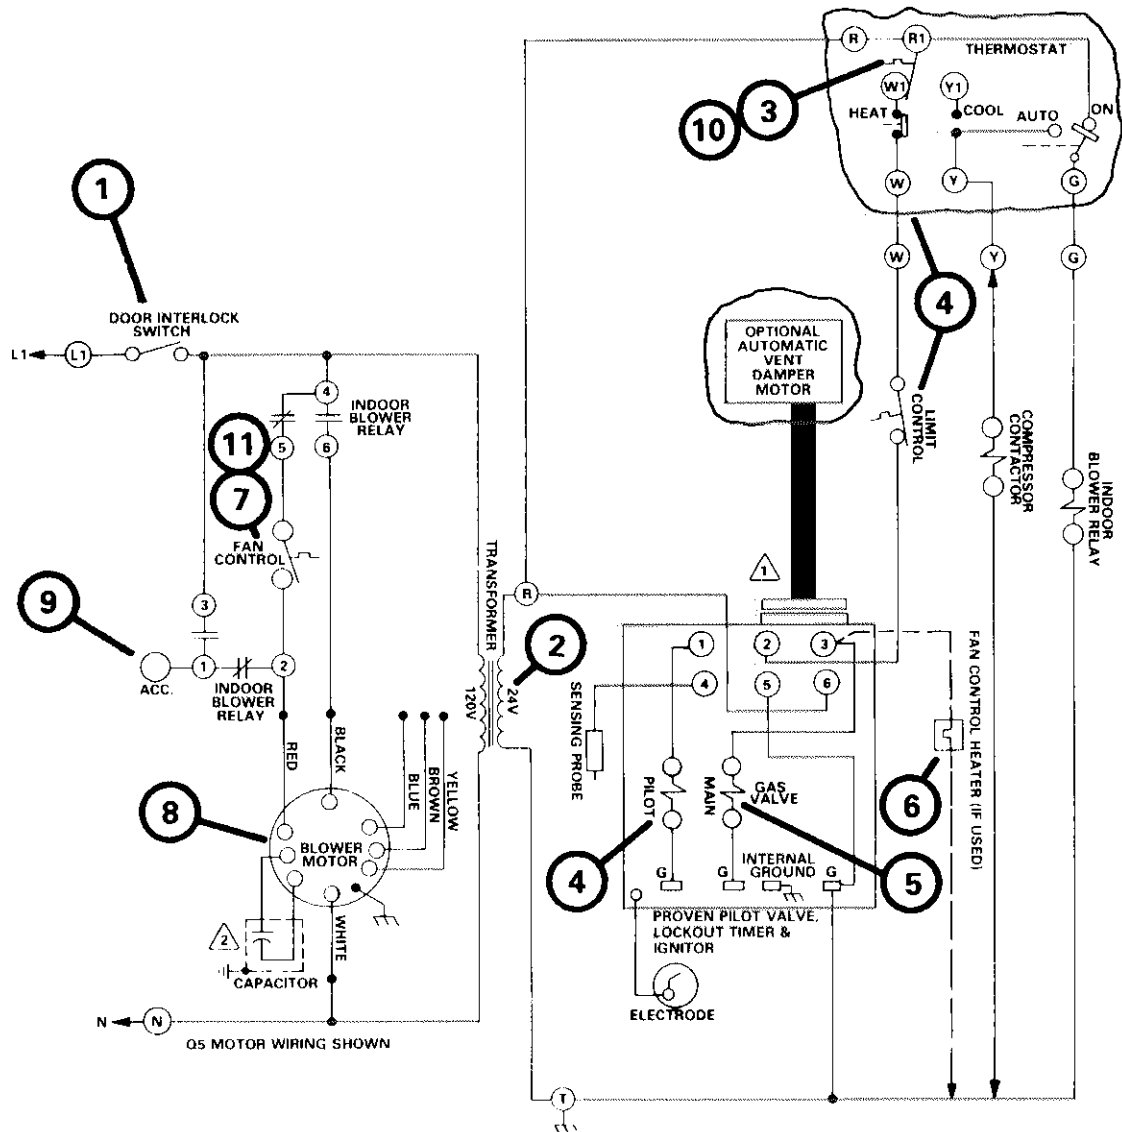 R
R1
THERMOSTAT
3
10
W1
Y1
HEAT
COOL
AUTO
ON
W
Y
G
1
W
Y
G
4
DOOR INTERLOCK
SWITCH
L1
L1
OPTIONAL
AUTOMATIC
VENT
DAMPER
MOTOR
4
INDOOR
BLOWER
RELAY
11
5
6
LIMIT
CONTROL
COMPRESSOR
CONTACTOR
INDOOR
BLOWER RELAY
7
FAN
CONTROL
TRANSFORMER
1
9
3
R
2
1
2
3
1
2
ACC.
INDOOR
BLOWER
RELAY
120V
24V
SENSING PROBE
4
5
6
FAN CONTROL HEATER (IF USED)
RED
BLACK
BLUE
BROWN
YELLOW
PILOT
MAIN
GAS
VALVE
6
8
BLOWER
MOTOR
4
5
G
G
INTERNAL
GROUND
G
2
WHITE
PROVEN PILOT VALVE,
LOCKOUT TIMER &
IGNITOR
CAPACITOR
ELECTRODE
N
N
Q5 MOTOR WIRING SHOWN
T